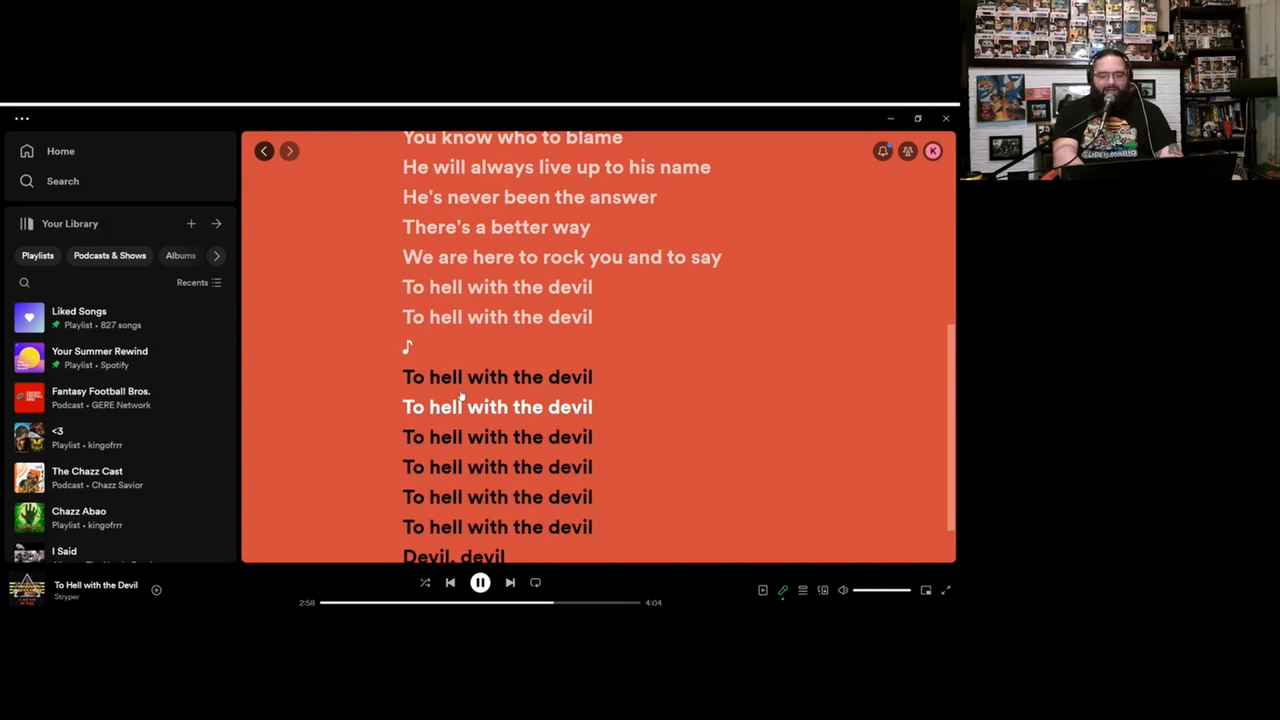 You know who to blame
He will always live up to his name
He's never been the answer
There's a better way
We are here to rock you and to say
To hell with the devil
To hell with the devil
To hell with the devil
To hell with the devil
To hell with the devil
To hell with the devil
To hell with the devil
To hell with the devil
Devil, devil
Home
Search
Your Library
Playlists
Podcasts & Shows
Albums
Recents
Liked Songs
Playlist • 827 songs
Your Summer Rewind
Playlist • Spotify
Fantasy Football Bros.
Podcast • GERE Network
<3
Playlist • kingofrrr
The Chazz Cast
Podcast • Chazz Savior
Chazz Abao
Playlist • kingofrrr
I Said
To Hell with the Devil
Stryper
2:58
4:04
K
SUPER MARIO